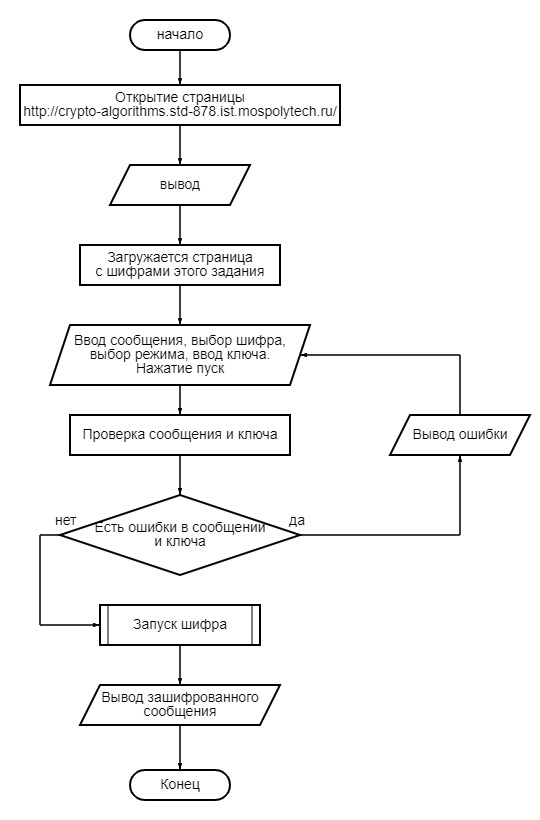 начало
Открытие страницы
http://crypto-algorithms.std-878.ist.mospolytech.ru/
вывод
Загружается страница
с шифрами этого задания
Ввод сообщения, выбор шифра,
выбор режима, ввод ключа.
Нажатие пуск
Проверка сообщения и ключа
Вывод ошибки
нет
Есть ошибки в сообщении
и ключа
да
Запуск шифра
Вывод зашифрованного
сообщения
Конец